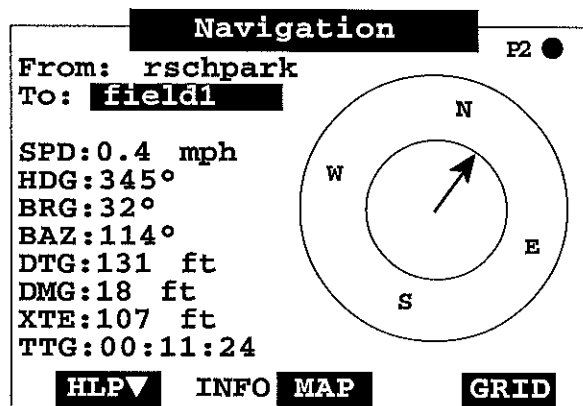 Navigation
P2
From: rschpark
To: field1
SPD:0.4 mph
HDG:345°
BRG:32°
BAZ:114°
DTG:131 ft
DMG:18 ft
XTE:107 ft
TTG:00:11:24
N
W
E
S
HLP▼ INFO MAP GRID